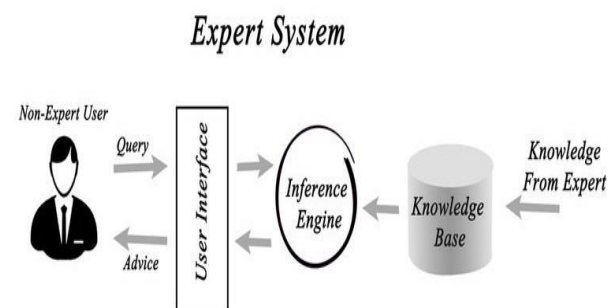 Expert System
Non-Expert User
Query
Advice
User Interface
Inference
Engine
Knowledge
Base
Knowledge
From Expert